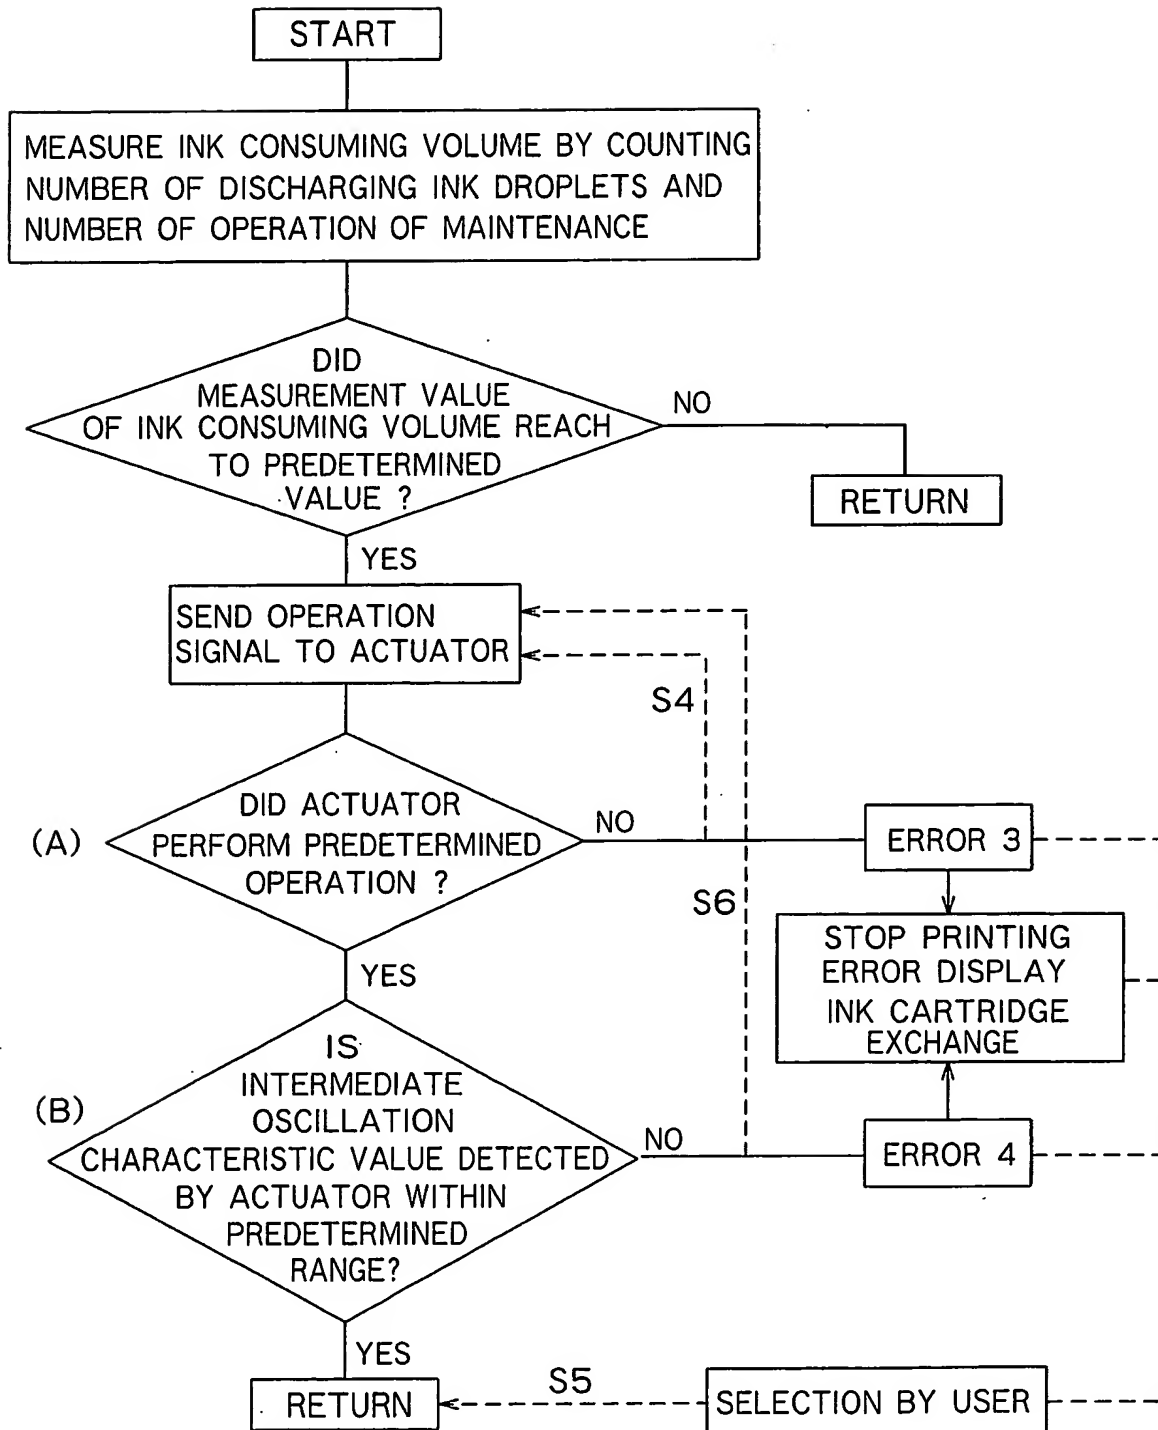 START
MEASURE INK CONSUMING VOLUME BY COUNTING
NUMBER OF DISCHARGING INK DROPLETS AND
NUMBER OF OPERATION OF MAINTENANCE
DID
MEASUREMENT VALUE
OF INK CONSUMING VOLUME REACH
TO PREDETERMINED
VALUE ?
NO
RETURN
YES
SEND OPERATION
SIGNAL TO ACTUATOR
S4
(A)
DID ACTUATOR
PERFORM PREDETERMINED
OPERATION ?
NO
ERROR 3
S6
STOP PRINTING
ERROR DISPLAY
INK CARTRIDGE
EXCHANGE
YES
(B)
IS
INTERMEDIATE
OSCILLATION
CHARACTERISTIC VALUE DETECTED
BY ACTUATOR WITHIN
PREDETERMINED
RANGE?
NO
ERROR 4
YES
RETURN
S5
SELECTION BY USER